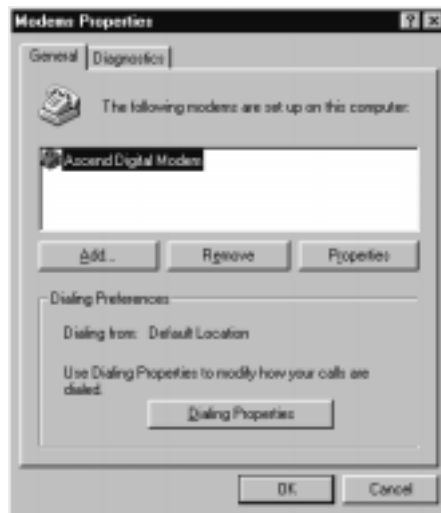 Modems Properties
General Diagnostics
The following modems are set up on this computer:
Ascend Digital Modem
Add... Remove Properties
Dialing Preferences
Dialing from: Default Location
Use Dialing Properties to modify how your calls are
dialed.
Dialing Properties
OK Cancel